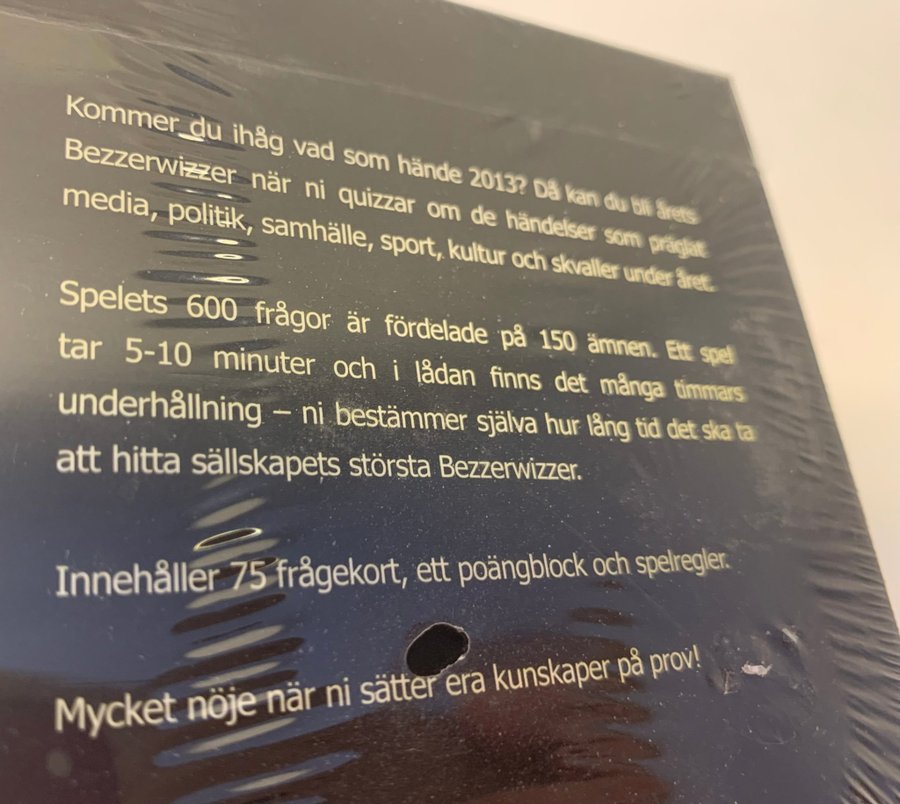 Kommer du ihåg vad som hände 2013? Då kan du bli årets
Bezzerwizzer när ni quizzar om de händelser som präglat
media, politik, samhälle, sport, kultur och skvaller under året.
Spelets 600 frågor är fördelade på 150 ämnen. Ett spel
tar 5-10 minuter och i lådan finns det många timmars
underhållning – ni bestämmer själva hur lång tid det ska ta
att hitta sällskapets största Bezzerwizzer.
Innehåller 75 frågekort, ett poängblock och spelregler.
Mycket nöje när ni sätter era kunskaper på prov!